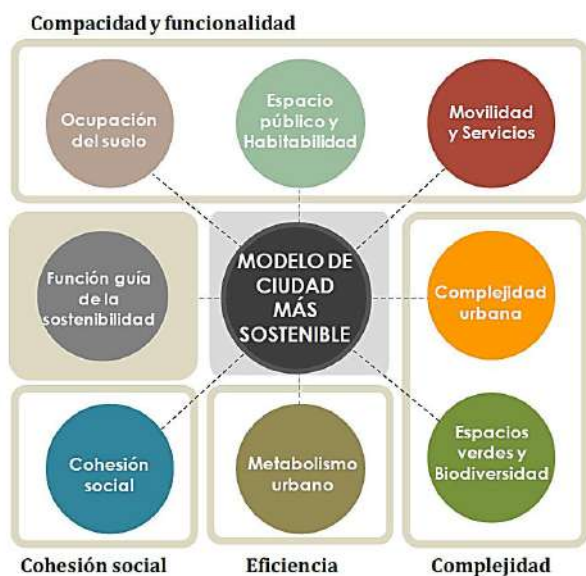 Compacidad y funcionalidad
Ocupación
del suelo
Espacio
público y
Habitabilidad
Movilidad
y Servicios
Función guía
de la
sostenibilidad
MODELO DE
CIUDAD
MÁS
SOSTENIBLE
Complejidad
urbana
Cohesión
social
Metabolismo
urbano
Espacios
verdes y
Biodiversidad
Cohesión social
Eficiencia
Complejidad